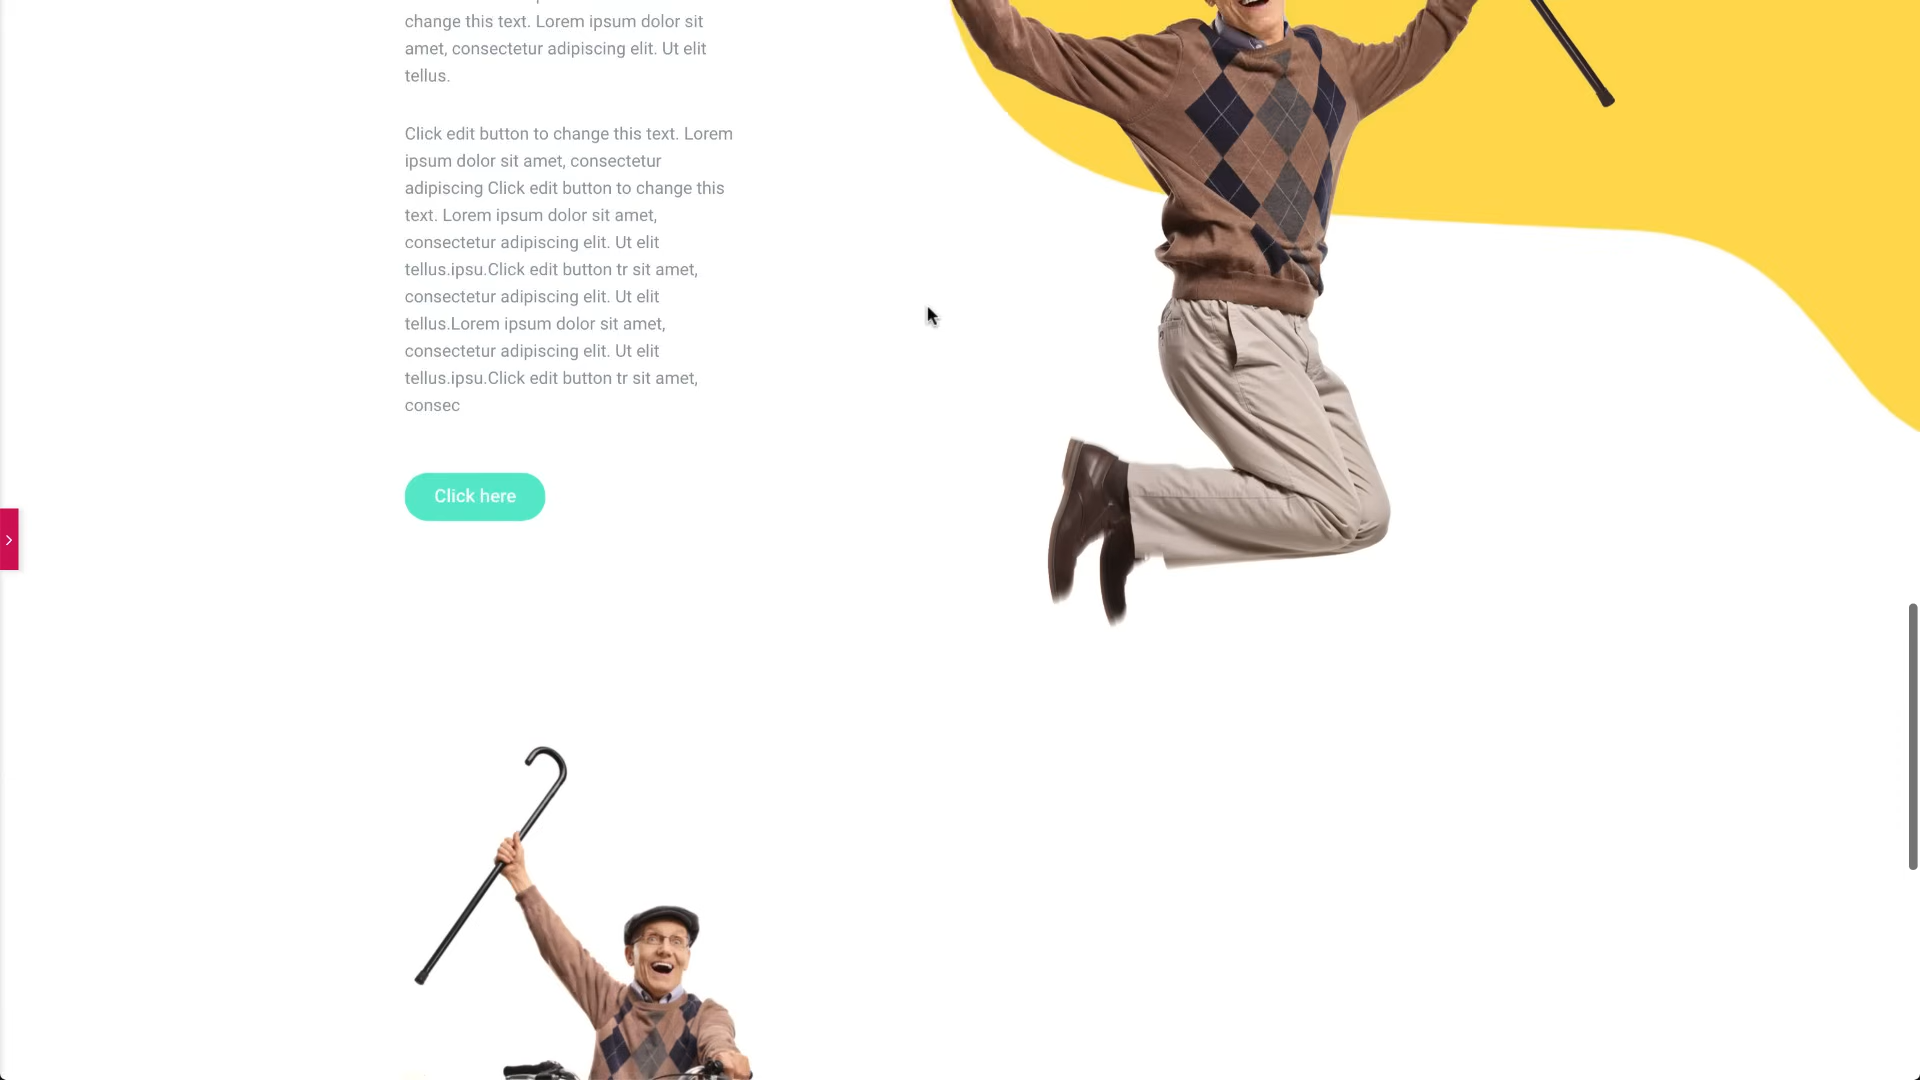 change this text. Lorem ipsum dolor sit
amet, consectetur adipiscing elit. Ut elit
tellus.
Click edit button to change this text. Lorem
ipsum dolor sit amet, consectetur
adipiscing Click edit button to change this
text. Lorem ipsum dolor sit amet,
consectetur adipiscing elit. Ut elit
tellus.ipsu.Click edit button tr sit amet,
consectetur adipiscing elit. Ut elit
tellus.Lorem ipsum dolor sit amet,
consectetur adipiscing elit. Ut elit
tellus.ipsu.Click edit button tr sit amet,
consec
Click here